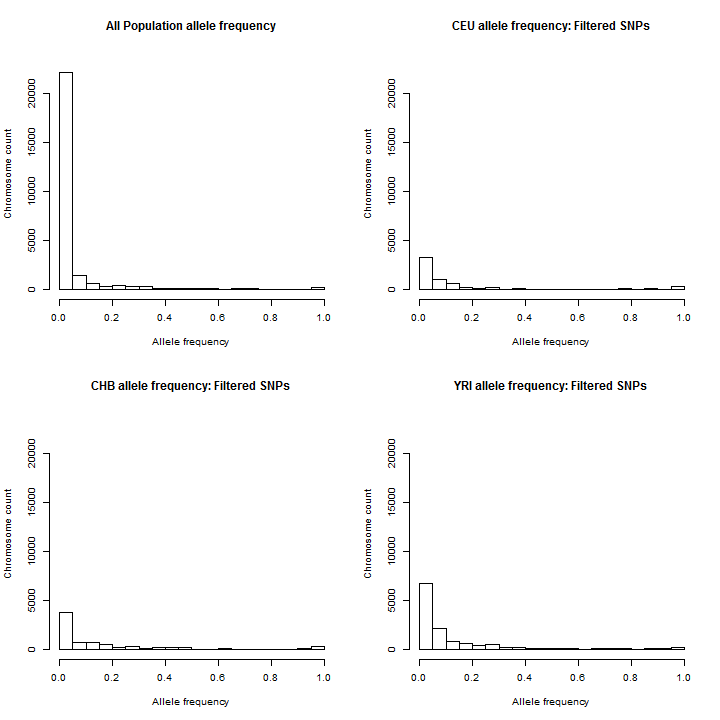 All Population allele frequency
Chromosome count
20000
15000
10000
5000
0
0.0 0.2 0.4 0.6 0.8 1.0
Allele frequency
CEU allele frequency: Filtered SNPs
Chromosome count
20000
15000
10000
5000
0
0.0 0.2 0.4 0.6 0.8 1.0
Allele frequency
CHB allele frequency: Filtered SNPs
Chromosome count
20000
15000
10000
5000
0
0.0 0.2 0.4 0.6 0.8 1.0
Allele frequency
YRI allele frequency: Filtered SNPs
Chromosome count
20000
15000
10000
5000
0
0.0 0.2 0.4 0.6 0.8 1.0
Allele frequency